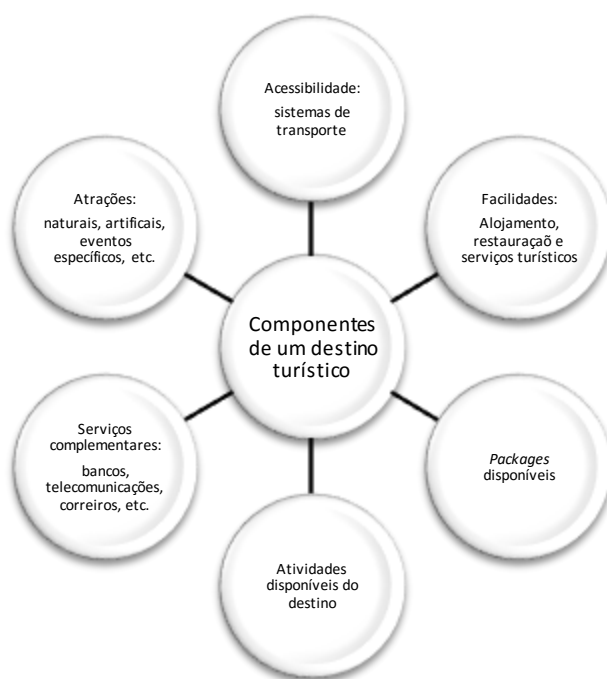 Acessibilidade:
sistemas de
transporte
Atrações:
naturais, artificais,
eventos
específicos, etc.
Facilidades:
Alojamento,
restauraçaõ e
serviços turísticos
Componentes
de um destino
turístico
Serviços
complementares:
bancos,
telecomunicações,
correiros, etc.
Packages
disponíveis
Atividades
disponíveis do
destino